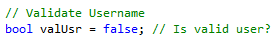 // Validate Username
bool valUsr = false; // Is valid user?